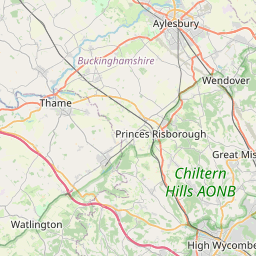 Aylesbury
Buckinghamshire
Wendover
Thame
Princes Risborough
Great Mis
Chiltern
Hills AONB
Watlington
High Wycombe